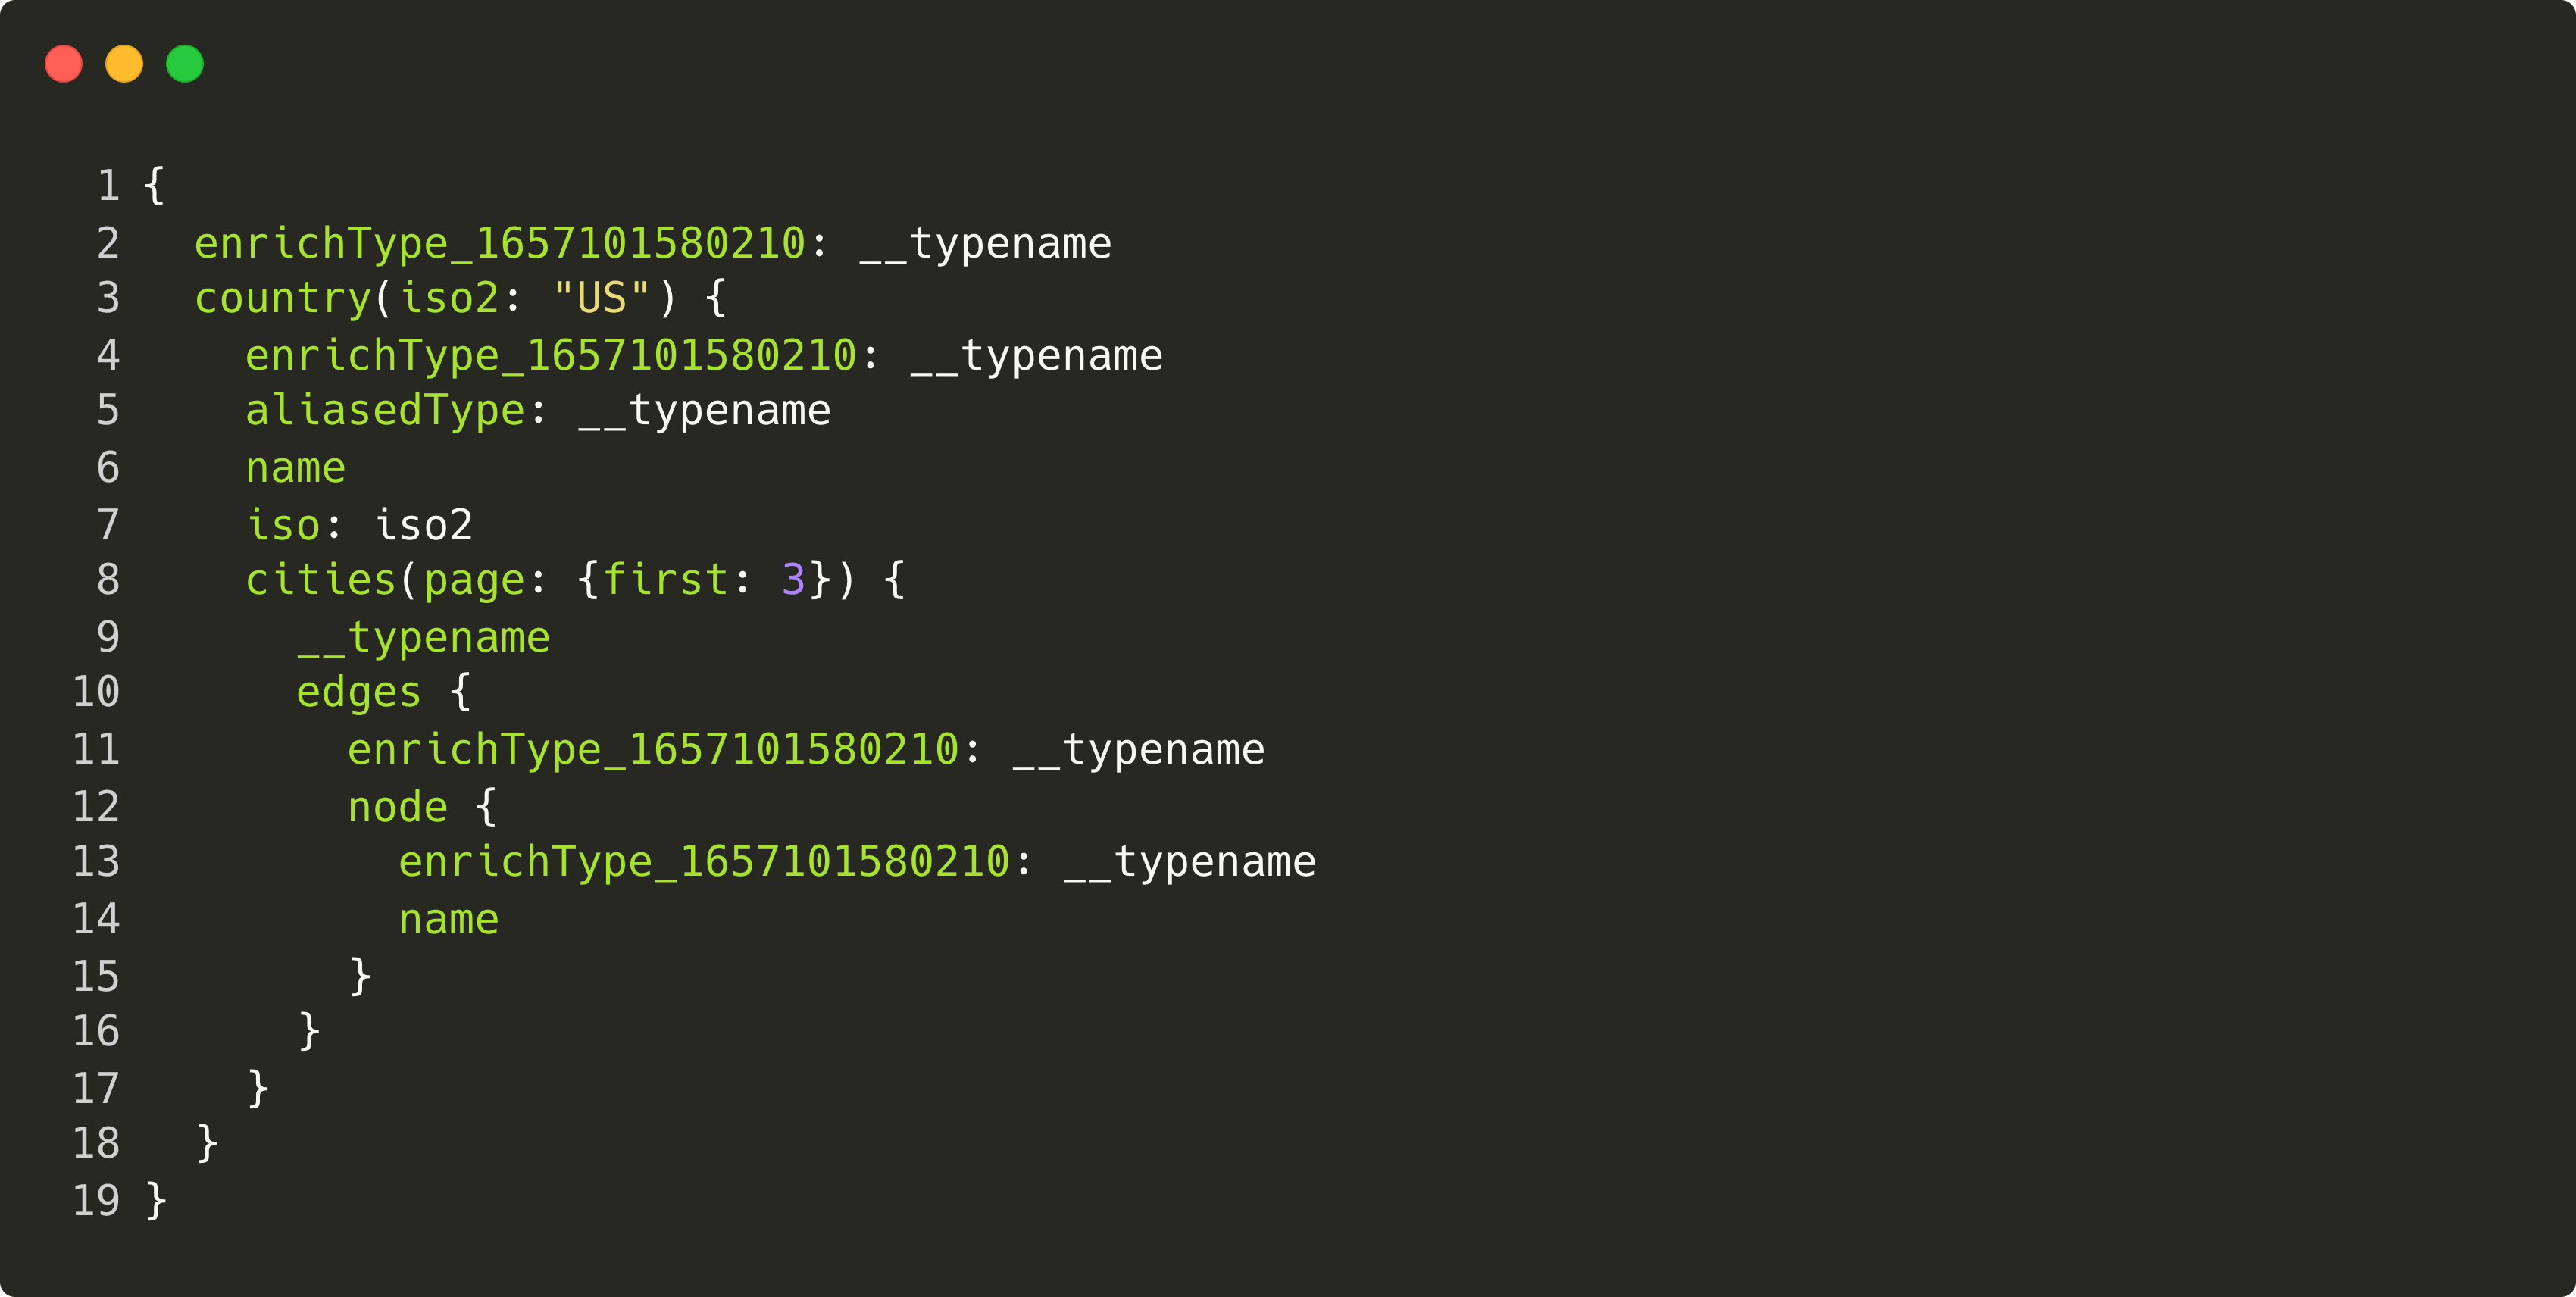 1 {
2   enrichType_1657101580210: __typename
3   country(iso2: "US") {
4     enrichType_1657101580210: __typename
5     aliasedType: __typename
6     name
7     iso: iso2
8     cities(page: {first: 3}) {
9       __typename
10       edges {
11         enrichType_1657101580210: __typename
12         node {
13           enrichType_1657101580210: __typename
14           name
15         }
16       }
17     }
18   }
19 }